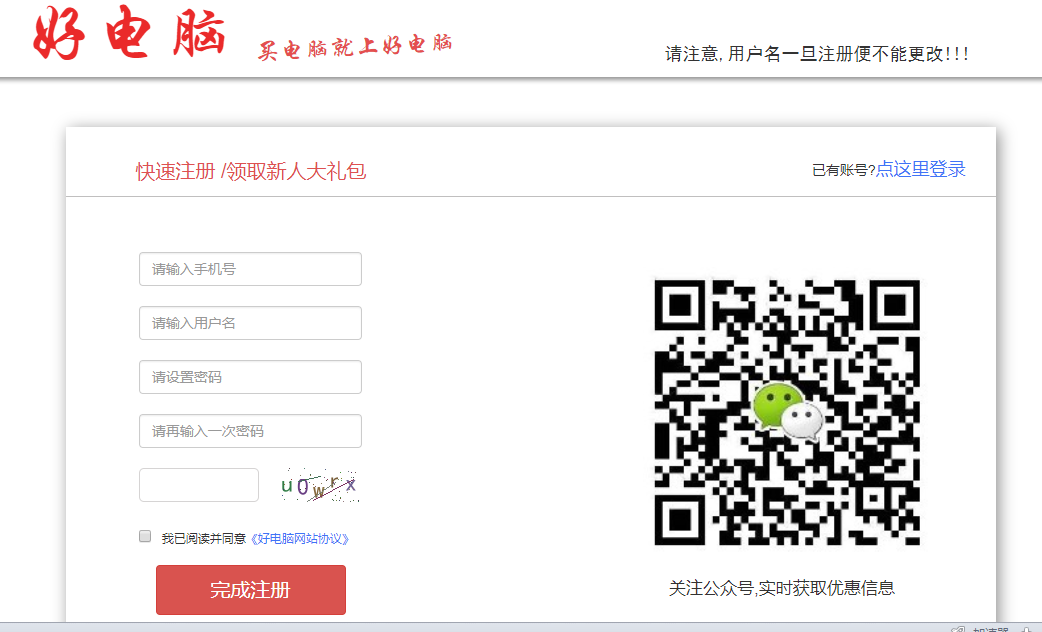 好电脑
买电脑就上好电脑
请注意, 用户名一旦注册便不能更改!!!
快速注册 /领取新人大礼包
已有账号?点这里登录
请输入手机号
请输入用户名
请设置密码
请再输入一次密码
u0wrx
我已阅读并同意《好电脑网站协议》
完成注册
关注公众号,实时获取优惠信息